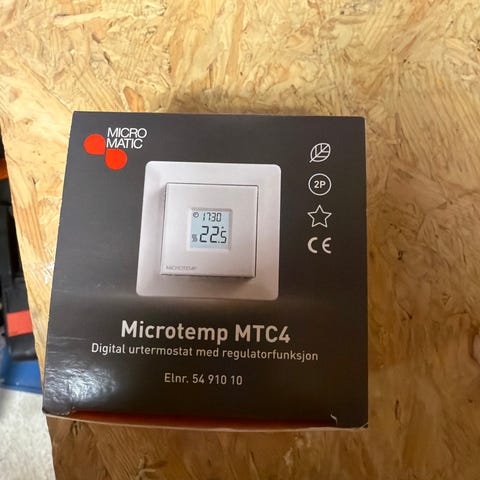 MICRO
MATIC
17:30
22.5
%
MICROTEMP
2P
CE
Microtemp MTC4
Digital urtermostat med regulatorfunksjon
Elnr. 54 910 10